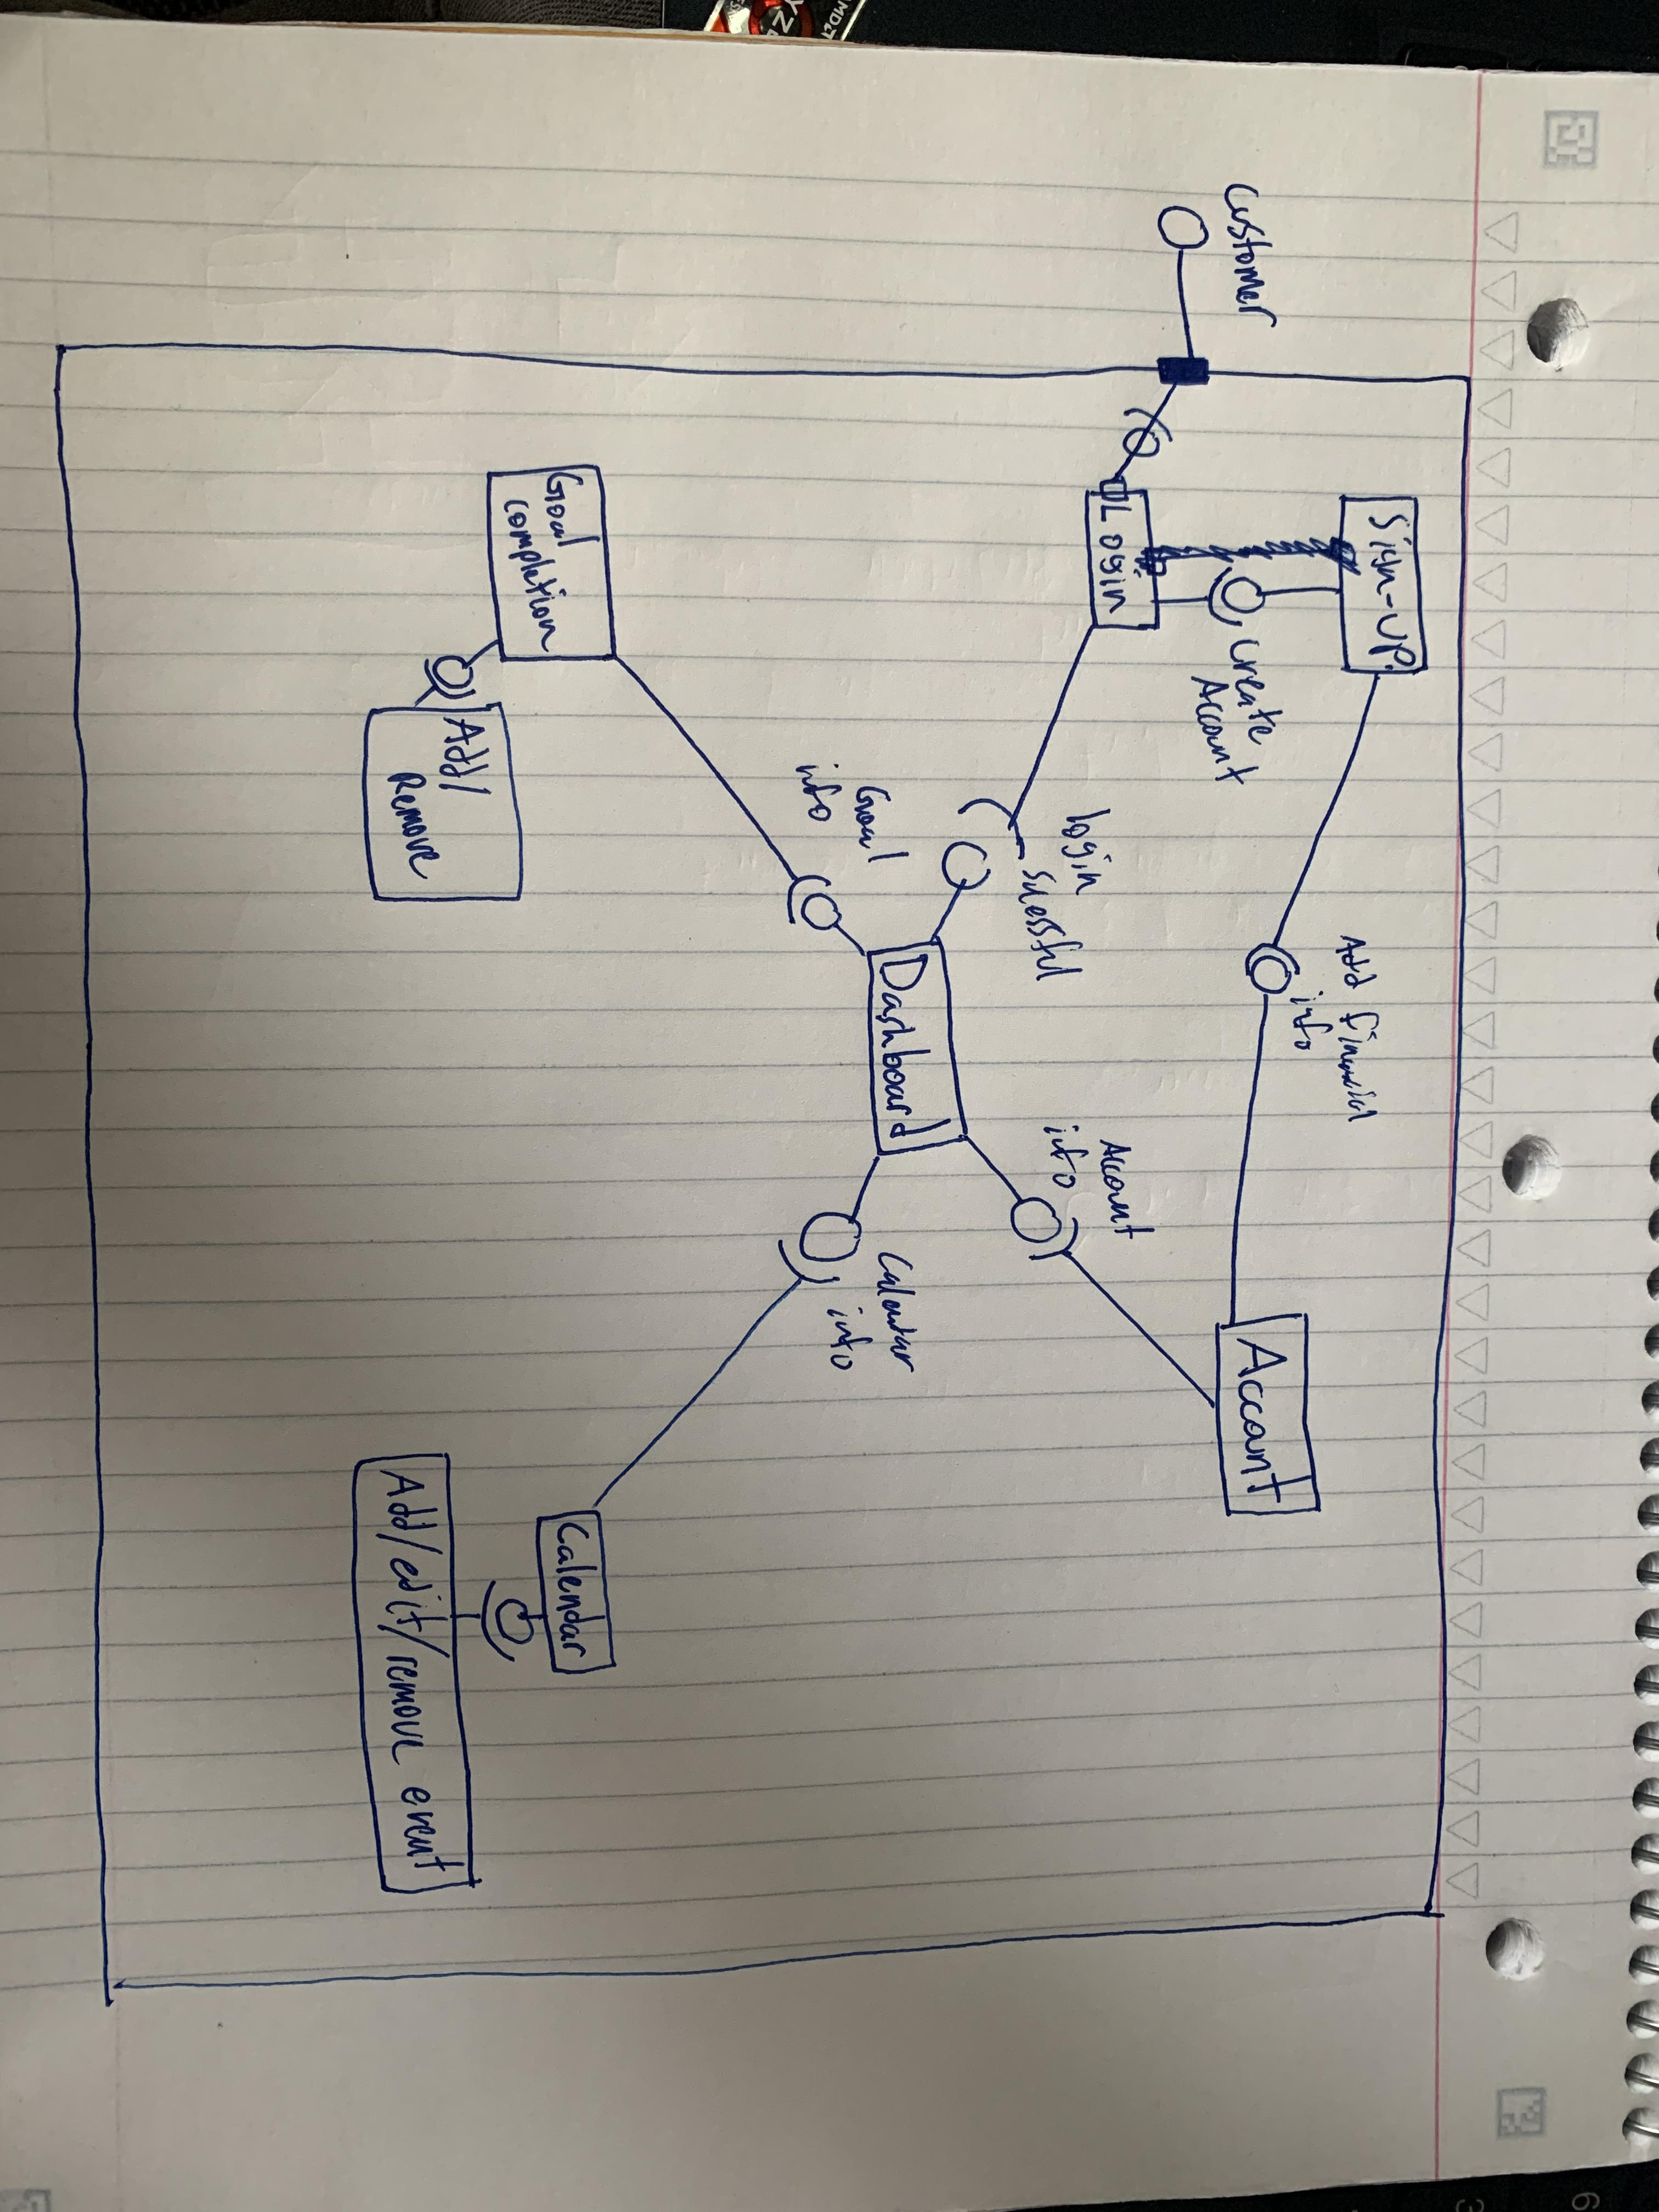 Sign-up.
Add financial
info
Account
Customer
Create
Account
Login
login
sucessful
Account
info
Dashboard
Goal
info
Calendar
info
Goal
completion
Calendar
Add/
Remove
Add/edit/remove event
AMD